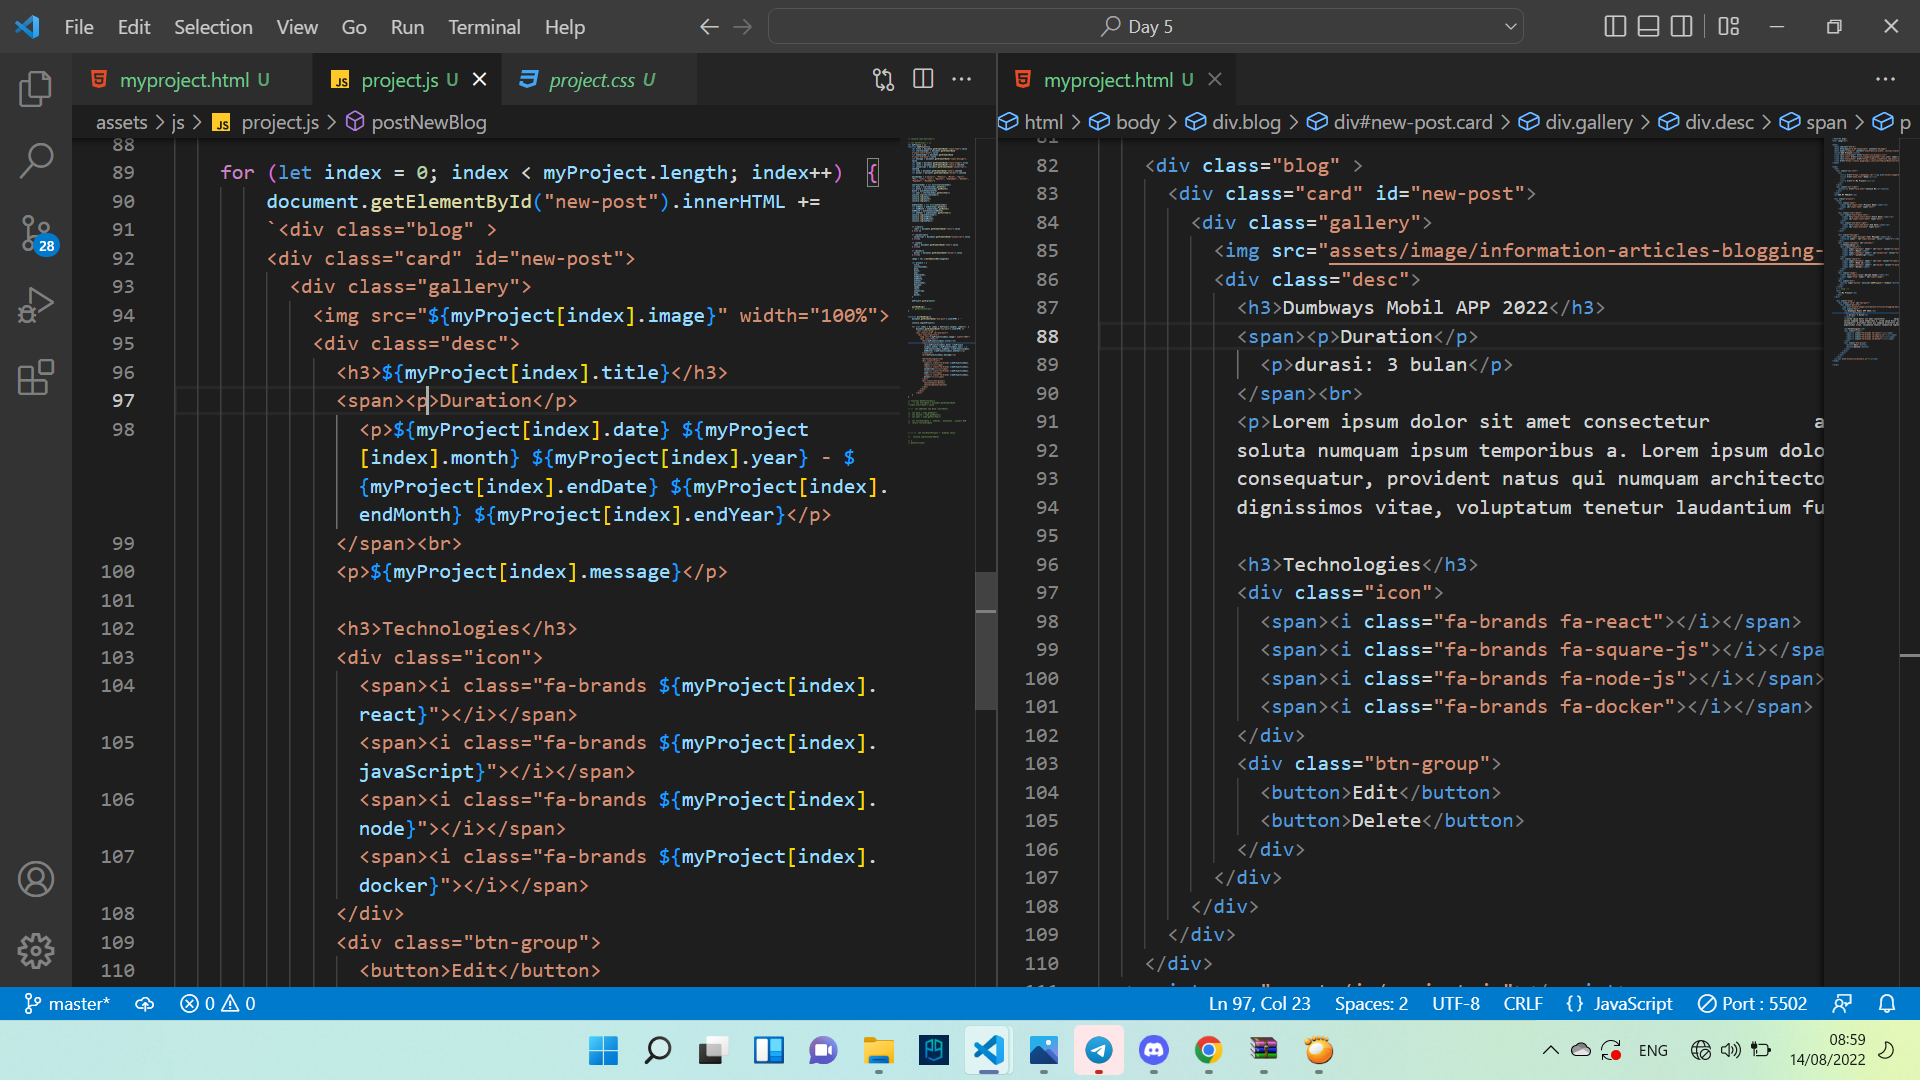 File Edit Selection View Go Run Terminal Help
Day 5
myproject.html U
JS project.js U
project.css U
myproject.html U
assets > js > JS project.js > postNewBlog
html > body > div.blog > div#new-post.card > div.gallery > div.desc > span > p
88
89 for (let index = 0; index < myProject.length; index++) {
90 document.getElementById("new-post").innerHTML +=
91 `<div class="blog" >
92 <div class="card" id="new-post">
93 <div class="gallery">
94 <img src="${myProject[index].image}" width="100%">
95 <div class="desc">
96 <h3>${myProject[index].title}</h3>
97 <span><p>Duration</p>
98 <p>${myProject[index].date} ${myProject
[index].month} ${myProject[index].year} - $
{myProject[index].endDate} ${myProject[index].
endMonth} ${myProject[index].endYear}</p>
99 </span><br>
100 <p>${myProject[index].message}</p>
101
102 <h3>Technologies</h3>
103 <div class="icon">
104 <span><i class="fa-brands ${myProject[index].
react}"></i></span>
105 <span><i class="fa-brands ${myProject[index].
javaScript}"></i></span>
106 <span><i class="fa-brands ${myProject[index].
node}"></i></span>
107 <span><i class="fa-brands ${myProject[index].
docker}"></i></span>
108 </div>
109 <div class="btn-group">
110 <button>Edit</button>
81
82 <div class="blog" >
83 <div class="card" id="new-post">
84 <div class="gallery">
85 <img src="assets/image/information-articles-blogging-
86 <div class="desc">
87 <h3>Dumbways Mobil APP 2022</h3>
88 <span><p>Duration</p>
89 <p>durasi: 3 bulan</p>
90 </span><br>
91 <p>Lorem ipsum dolor sit amet consectetur a
92 soluta numquam ipsum temporibus a. Lorem ipsum dolo
93 consequatur, provident natus qui numquam architecto
94 dignissimos vitae, voluptatum tenetur laudantium fu
95
96 <h3>Technologies</h3>
97 <div class="icon">
98 <span><i class="fa-brands fa-react"></i></span>
99 <span><i class="fa-brands fa-square-js"></i></spa
100 <span><i class="fa-brands fa-node-js"></i></span>
101 <span><i class="fa-brands fa-docker"></i></span>
102 </div>
103 <div class="btn-group">
104 <button>Edit</button>
105 <button>Delete</button>
106 </div>
107 </div>
108 </div>
109 </div>
110 </div>
28
master* 0 0
Ln 97, Col 23 Spaces: 2 UTF-8 CRLF {} JavaScript Port : 5502
ENG
08:59
14/08/2022